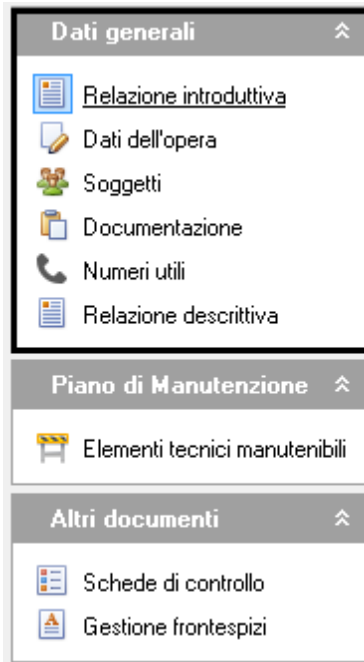 Dati generali
Relazione introduttiva
Dati dell'opera
Soggetti
Documentazione
Numeri utili
Relazione descrittiva
Piano di Manutenzione
Elementi tecnici manutenibili
Altri documenti
Schede di controllo
Gestione frontespizi